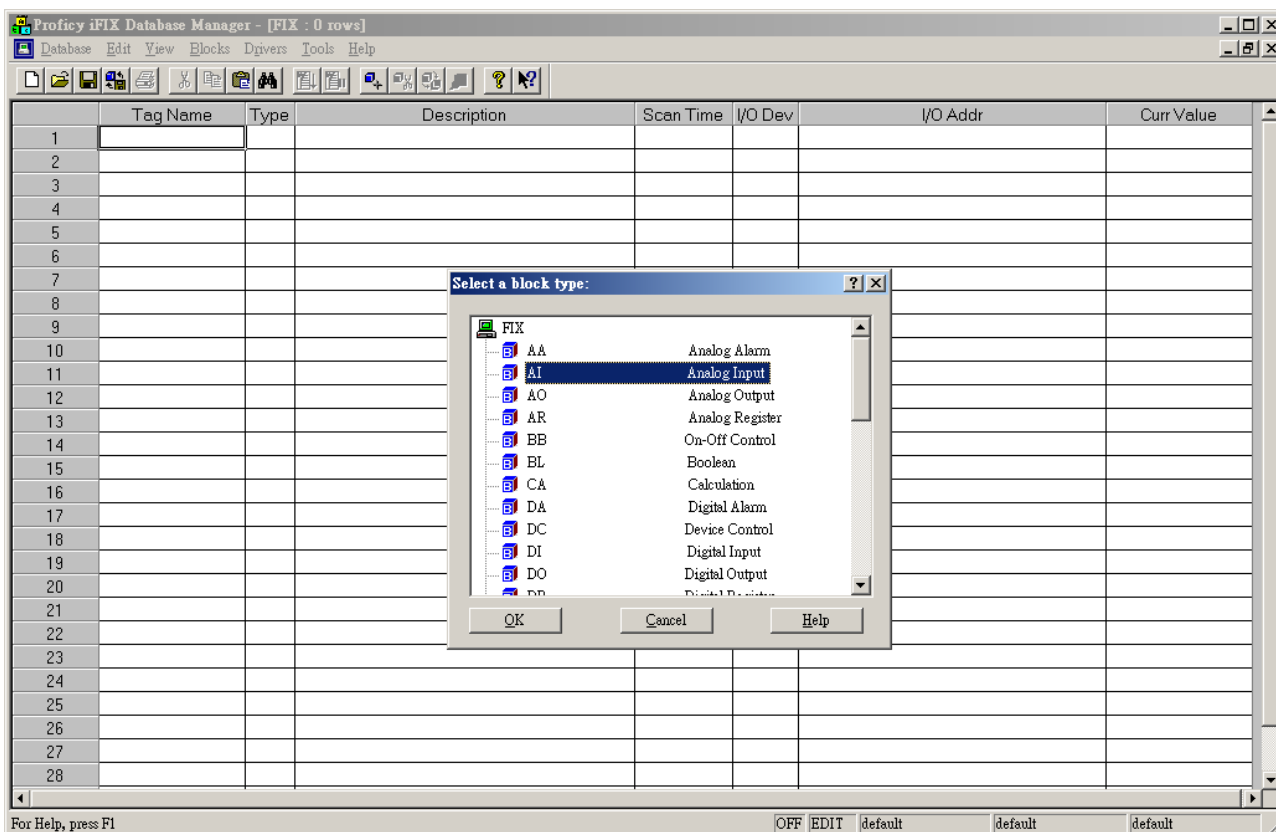 Proficy iFIX Database Manager - [FIX : 0 rows]
Database Edit View Blocks Drivers Tools Help
Tag Name Type Description Scan Time I/O Dev I/O Addr Curr Value
1
2
3
4
5
6
7
Select a block type:
8
9
FIX
10
AA Analog Alarm
11
AI Analog Input
12
AO Analog Output
13
AR Analog Register
14
BB On-Off Control
15
BL Boolean
16
CA Calculation
17
DA Digital Alarm
18
DC Device Control
19
DI Digital Input
20
DO Digital Output
21
OK Cancel Help
22
23
24
25
26
27
28
For Help, press F1 OFF EDIT default default default